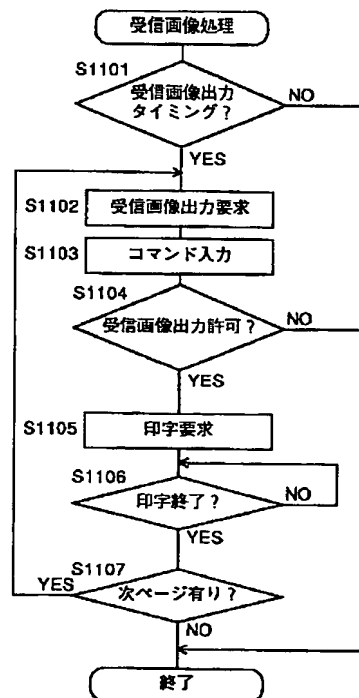 受信画像処理
S1101
受信画像出力
タイミング?
NO
YES
S1102
受信画像出力要求
S1103
コマンド入力
S1104
受信画像出力許可?
NO
YES
S1105
印字要求
S1106
印字終了?
NO
YES
S1107
YES
次ページ有り?
NO
終了